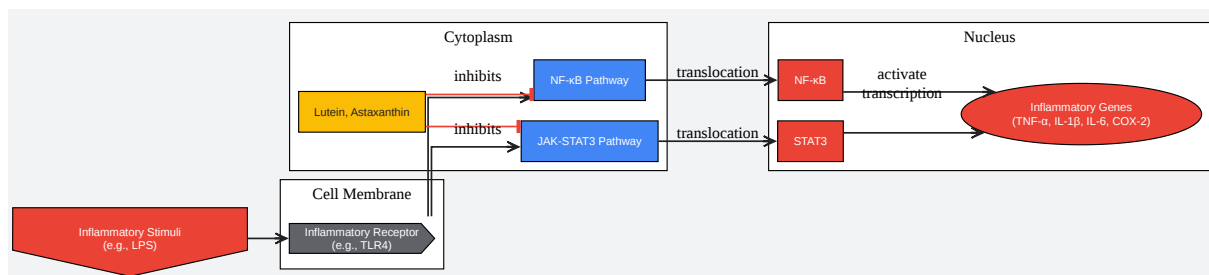 Cytoplasm
Nucleus
inhibits
NF-κB Pathway
translocation
NF-κB
activate
transcription
Lutein, Astaxanthin
Inflammatory Genes
(TNF-α, IL-1β, IL-6, COX-2)
inhibits
JAK-STAT3 Pathway
translocation
STAT3
Cell Membrane
Inflammatory Stimuli
(e.g., LPS)
Inflammatory Receptor
(e.g., TLR4)